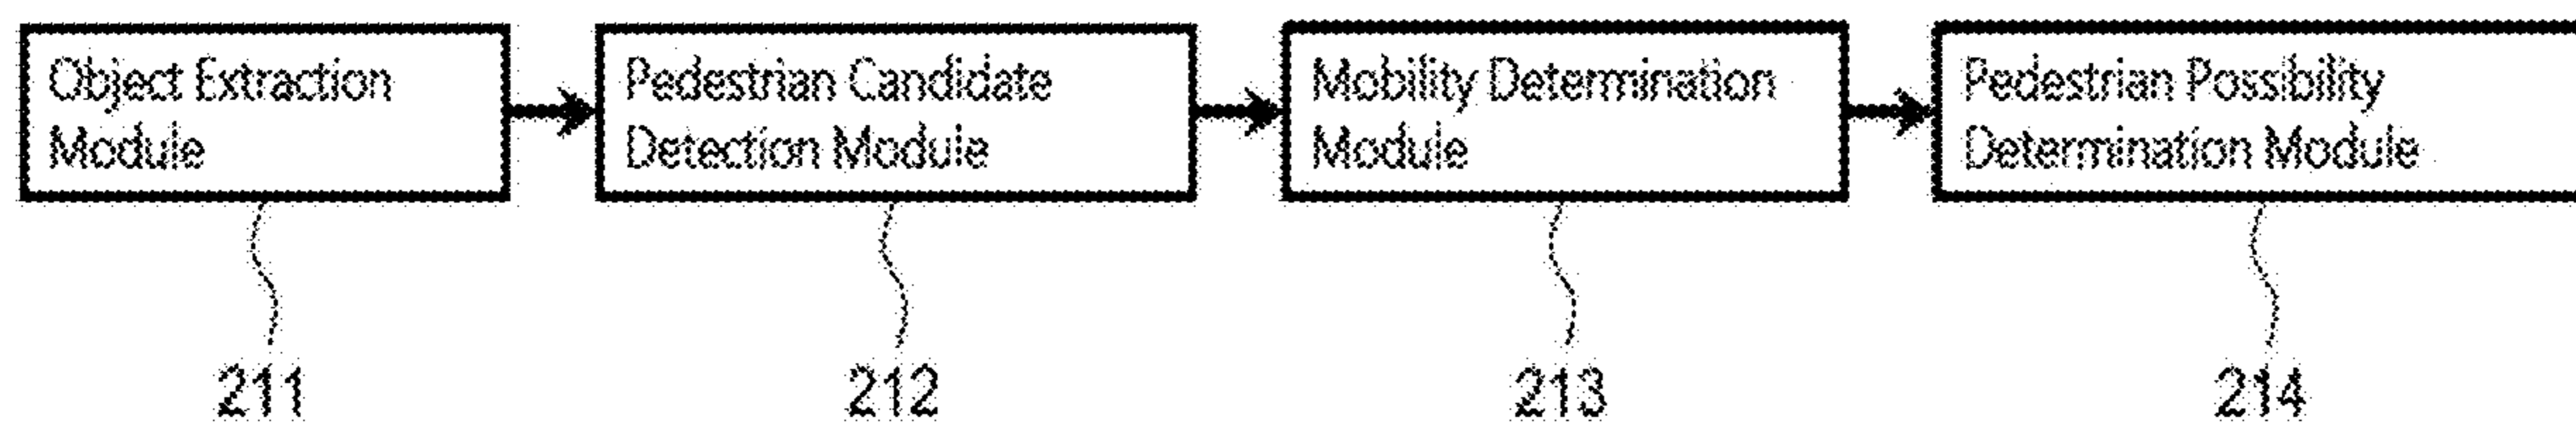 Object Extraction
Module
Pedestrian Candidate
Detection Module
Mobility Determination
Module
Pedestrian Possibility
Determination Module
211
212
213
214